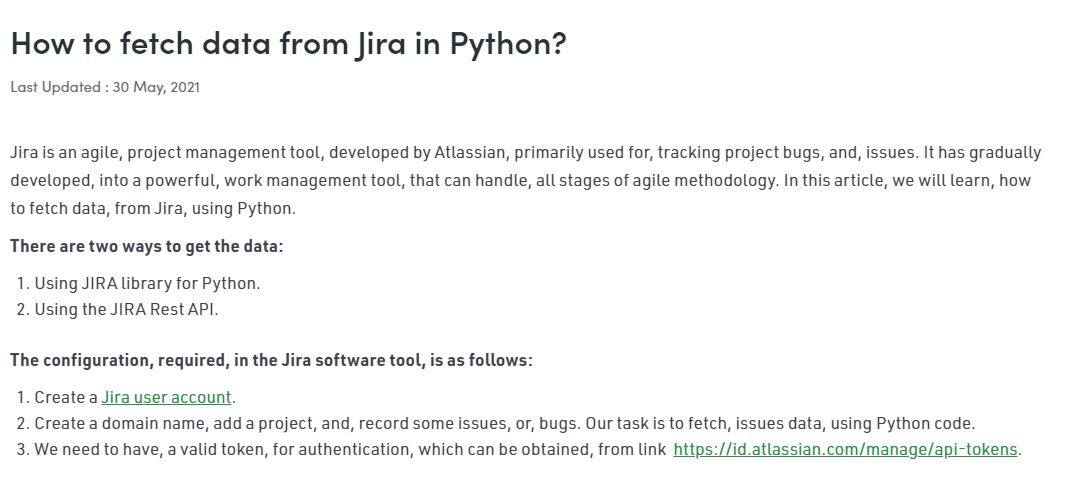 How to fetch data from Jira in Python?
Last Updated : 30 May, 2021
Jira is an agile, project management tool, developed by Atlassian, primarily used for, tracking project bugs, and, issues. It has gradually
developed, into a powerful, work management tool, that can handle, all stages of agile methodology. In this article, we will learn, how
to fetch data, from Jira, using Python.
There are two ways to get the data:
1. Using JIRA library for Python.
2. Using the JIRA Rest API.
The configuration, required, in the Jira software tool, is as follows:
1. Create a Jira user account.
2. Create a domain name, add a project, and, record some issues, or, bugs. Our task is to fetch, issues data, using Python code.
3. We need to have, a valid token, for authentication, which can be obtained, from link  https://id.atlassian.com/manage/api-tokens.